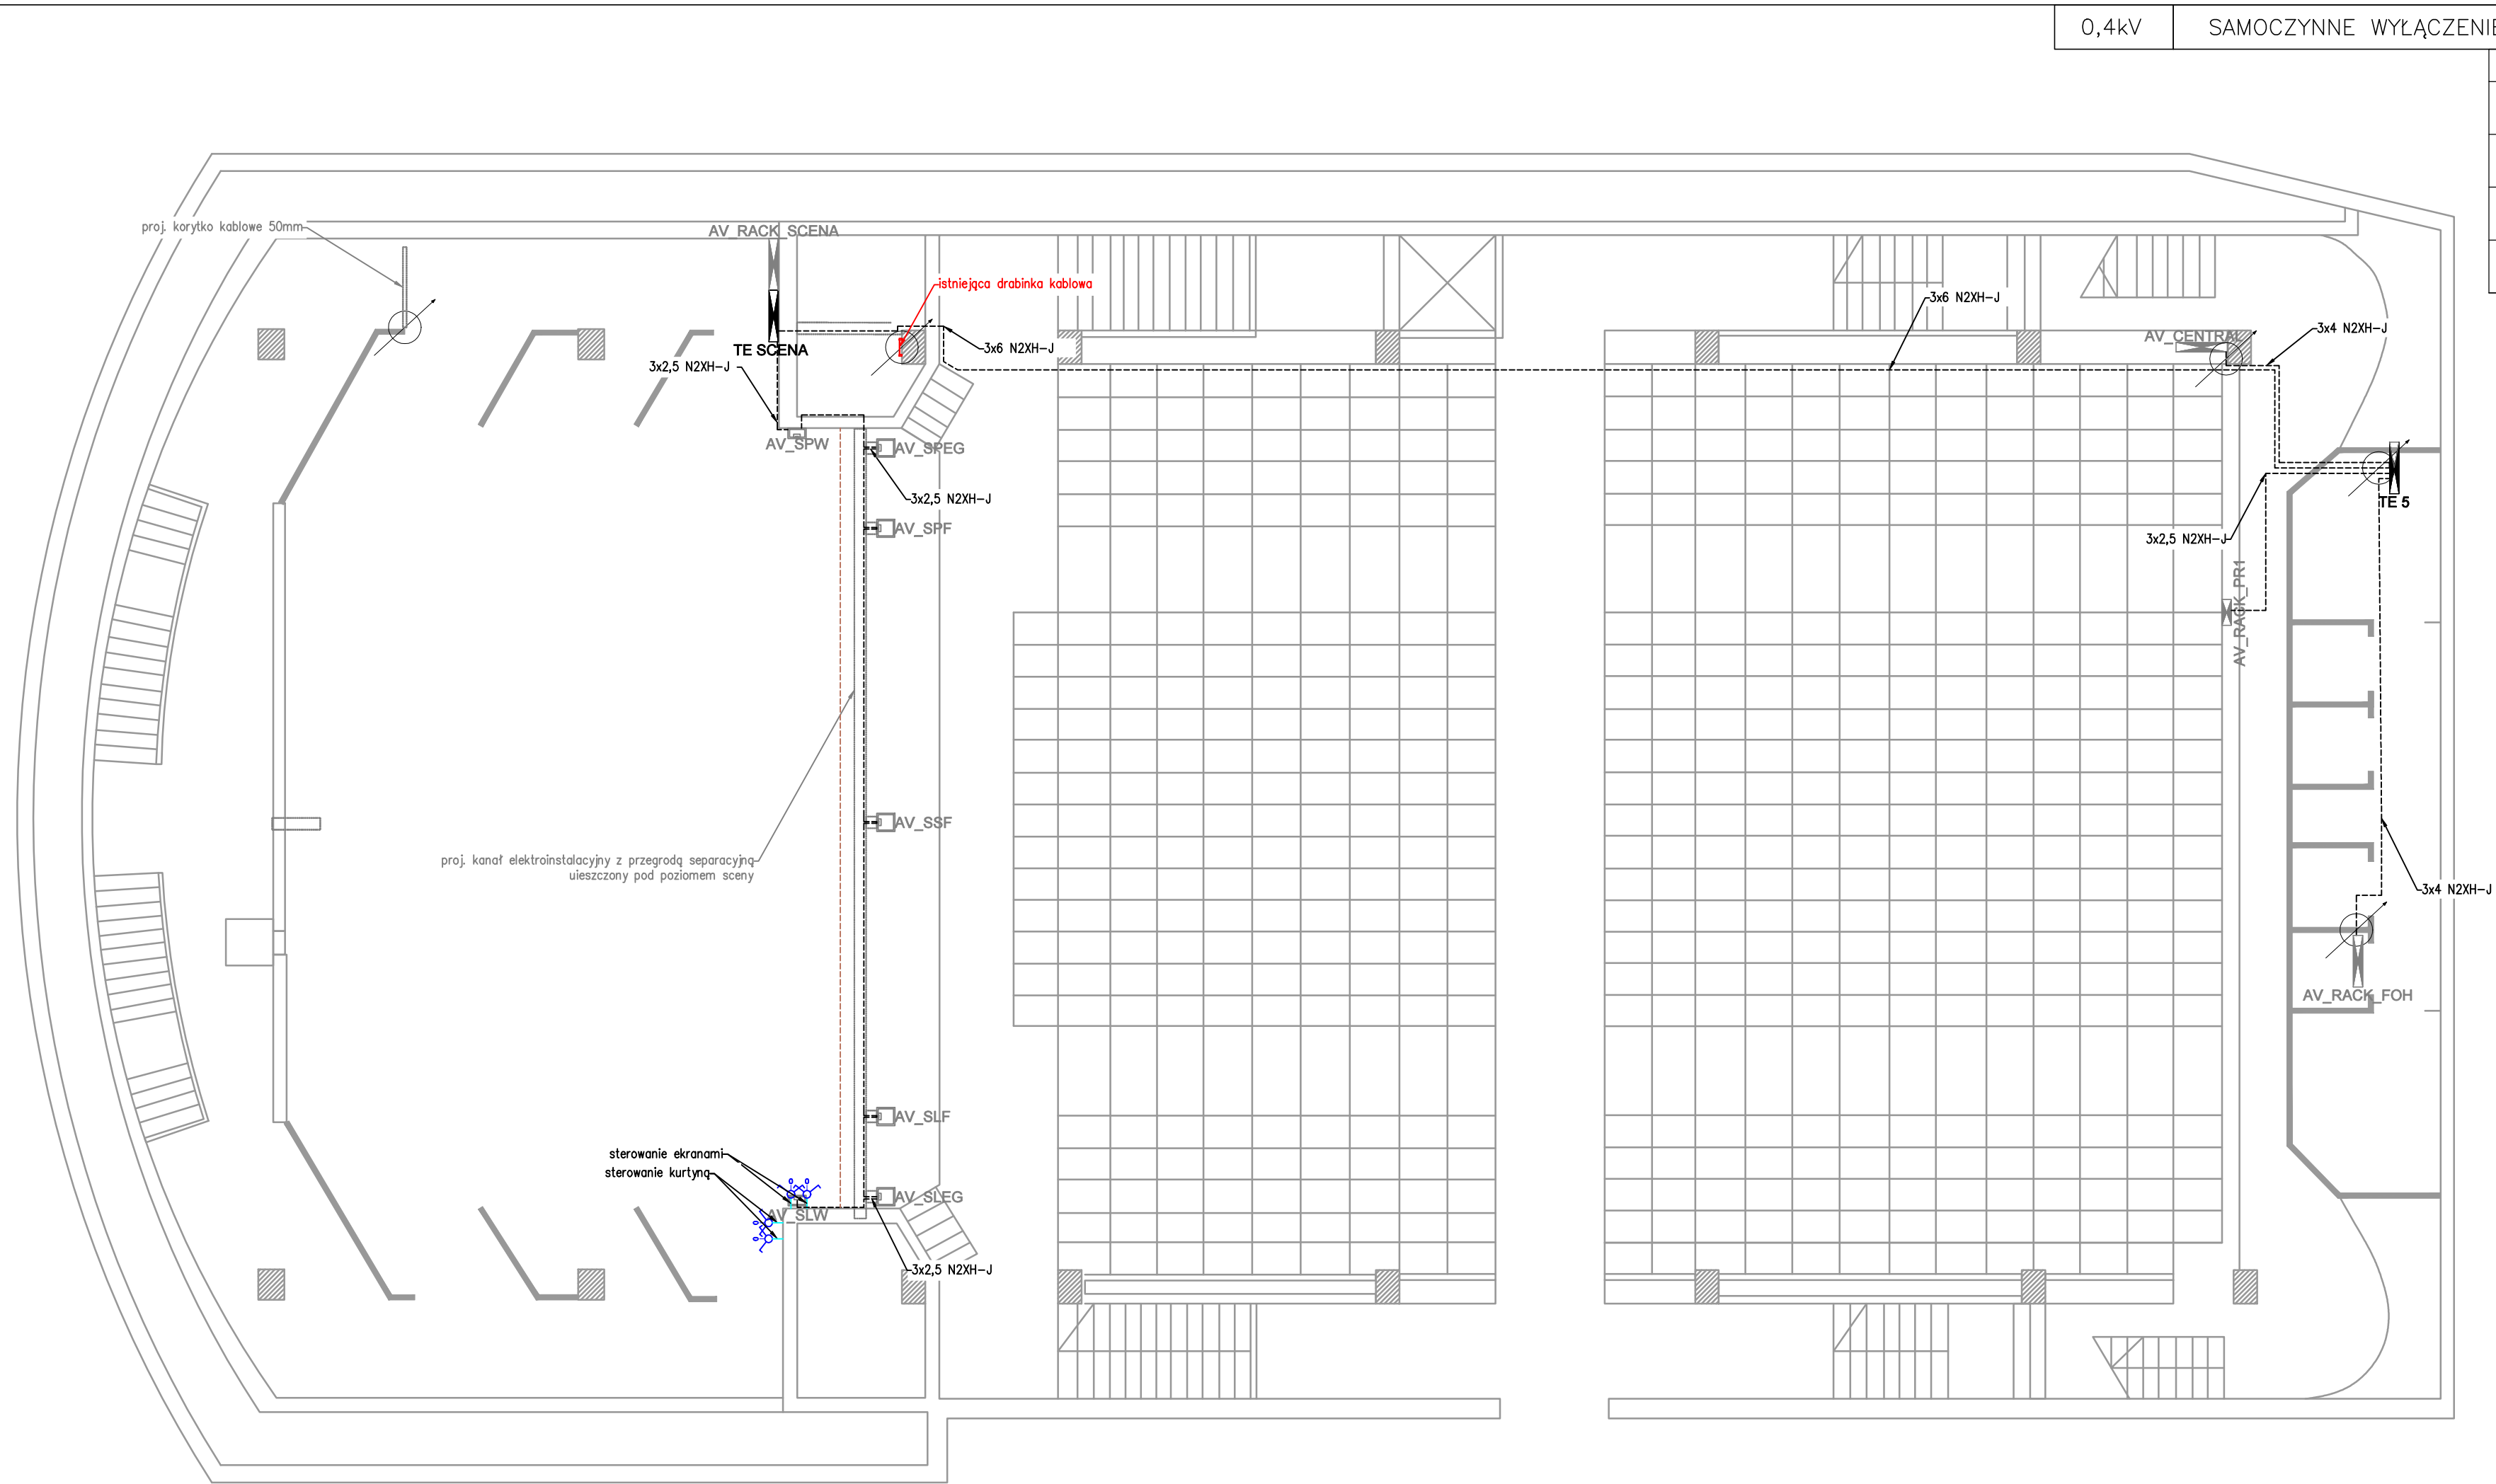 0,4kV
SAMOCZYNNE WYŁĄCZENIE
proj. korytko kablowe 50mm
AV_RACK_SCENA
istniejąca drabinka kablowa
3x6 N2XH-J
3x6 N2XH-J
3x4 N2XH-J
AV_CENTRAL
TE SCENA
3x2,5 N2XH-J
AV_SPW
AV_SPEG
3x2,5 N2XH-J
TE 5
AV_SPF
3x2,5 N2XH-J
AV_RACK_PR1
AV_SSF
proj. kanał elektroinstalacyjny z przegrodą separacyjną
uieszczony pod poziomem sceny
3x4 N2XH-J
AV_RACK_FOH
AV_SLF
sterowanie ekranami
sterowanie kurtyną
AV_SLEG
AV_SLW
3x2,5 N2XH-J